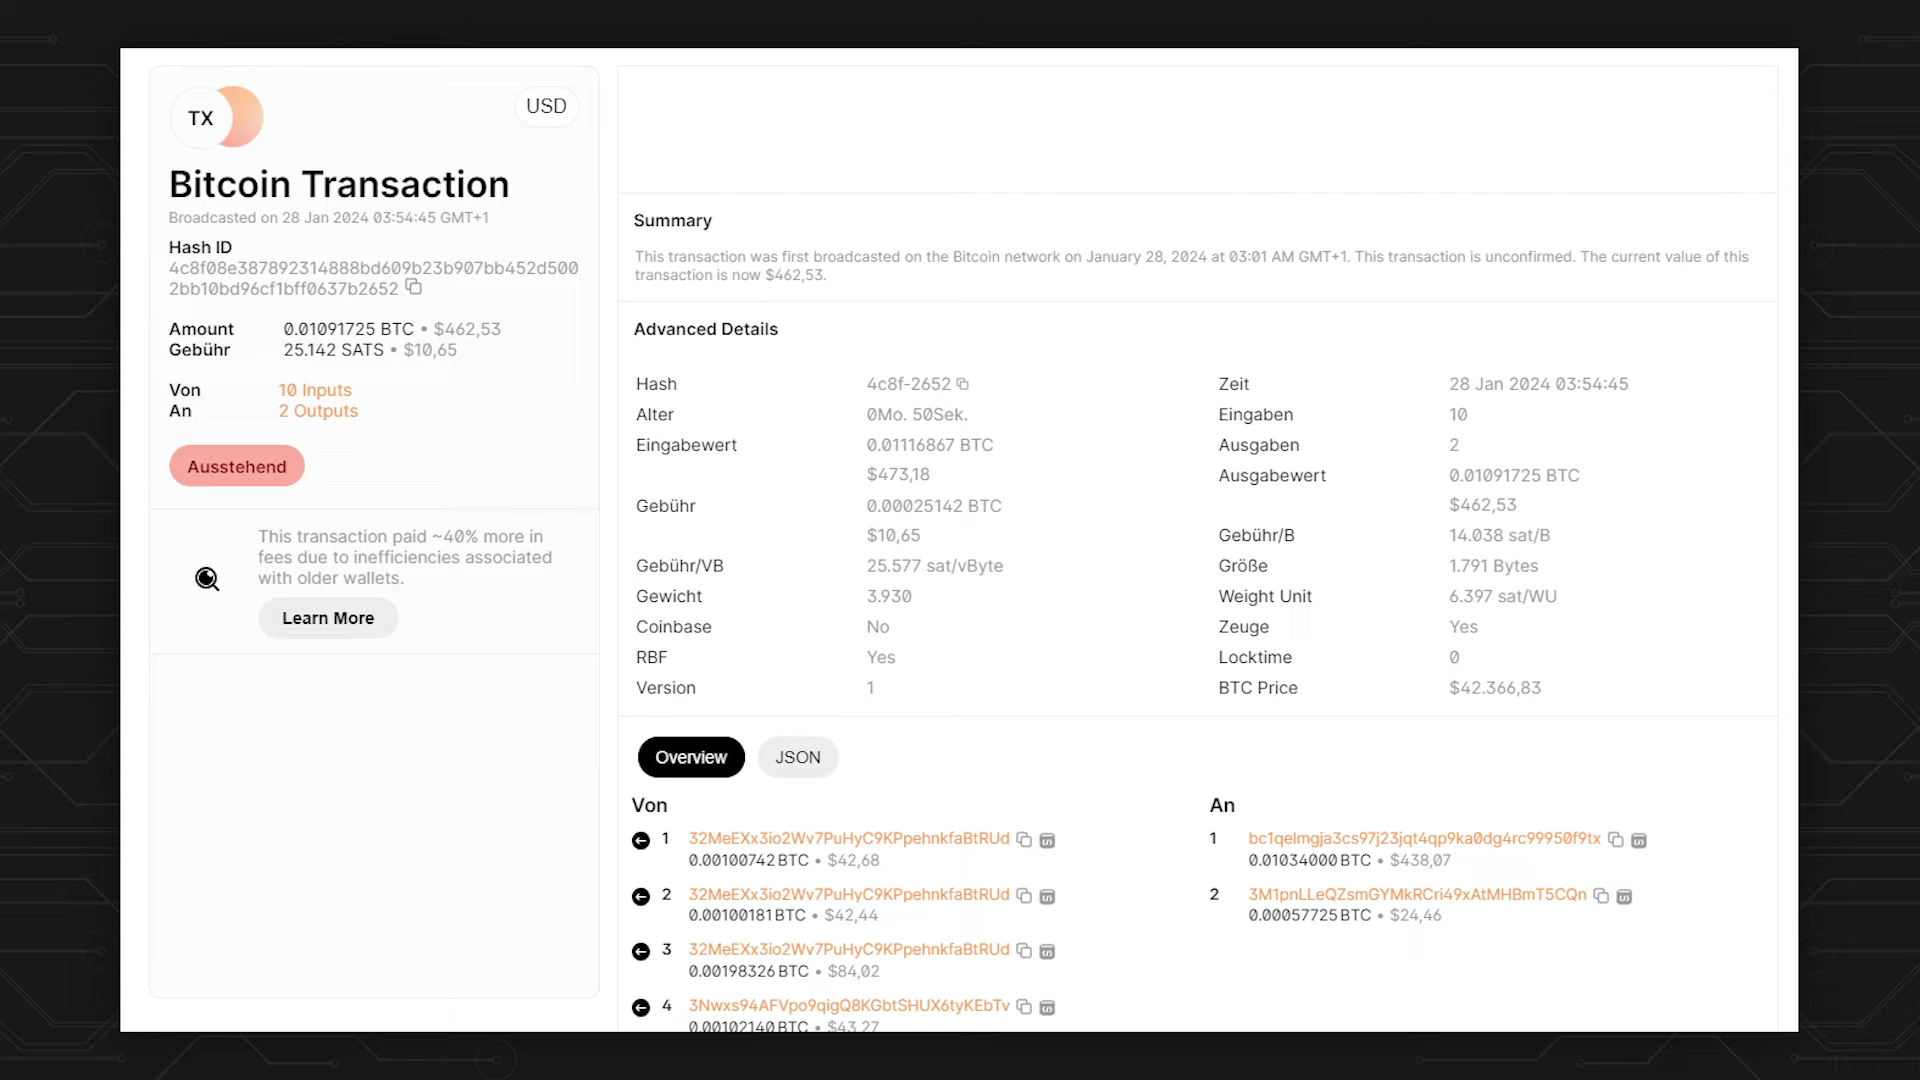 TX
USD
Bitcoin Transaction
Broadcasted on 28 Jan 2024 03:54:45 GMT+1
Hash ID
4c8f08e387892314888bd609b23b907bb452d500
2bb10bd96cf1bff0637b2652
Amount 0.01091725 BTC • $462,53
Gebühr 25.142 SATS • $10,65
Von 10 Inputs
An 2 Outputs
Ausstehend
This transaction paid ~40% more in
fees due to inefficiencies associated
with older wallets.
Learn More
Summary
This transaction was first broadcasted on the Bitcoin network on January 28, 2024 at 03:01 AM GMT+1. This transaction is unconfirmed. The current value of this
transaction is now $462,53.
Advanced Details
Hash 4c8f-2652 Zeit 28 Jan 2024 03:54:45
Alter 0Mo. 50Sek. Eingaben 10
Eingabewert 0.01116867 BTC Ausgaben 2
$473,18 Ausgabewert 0.01091725 BTC
Gebühr 0.00025142 BTC $462,53
$10,65 Gebühr/B 14.038 sat/B
Gebühr/VB 25.577 sat/vByte Größe 1.791 Bytes
Gewicht 3.930 Weight Unit 6.397 sat/WU
Coinbase No Zeuge Yes
RBF Yes Locktime 0
Version 1 BTC Price $42.366,83
Overview JSON
Von An
1 32MeEXx3io2Wv7PuHyC9KPpehnkfaBtRUd 1 bc1qelmgja3cs97j23jqt4qp9ka0dg4rc99950f9tx
0.00100742 BTC • $42,68 0.01034000 BTC • $438,07
2 32MeEXx3io2Wv7PuHyC9KPpehnkfaBtRUd 2 3M1pnLLeQZsmGYMkRCri49xAtMHBmT5CQn
0.00100181 BTC • $42,44 0.00057725 BTC • $24,46
3 32MeEXx3io2Wv7PuHyC9KPpehnkfaBtRUd
0.00198326 BTC • $84,02
4 3Nwxs94AFVpo9qigQ8KGbtSHUX6tyKEbTv
0.00102140 BTC • $43,27